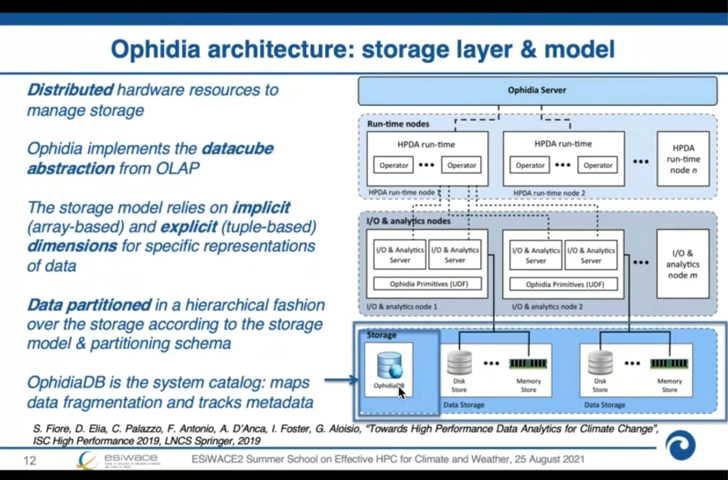 Ophidia architecture: storage layer & model
Distributed hardware resources to
manage storage
Ophidia implements the datacube
abstraction from OLAP
The storage model relies on implicit
(array-based) and explicit (tuple-based)
dimensions for specific representations
of data
Data partitioned in a hierarchical fashion
over the storage according to the storage
model & partitioning schema
OphidiaDB is the system catalog: maps
data fragmentation and tracks metadata
Ophidia Server
Run-time nodes
HPDA run-time
Operator
•••
Operator
HPDA run-time node 1
HPDA run-time
Operator
•••
Operator
HPDA run-time node 2
•••
HPDA
run-time
node n
I/O & analytics nodes
I/O & Analytics
Server
I/O & Analytics
Server
Ophidia Primitives (UDF)
I/O & analytics node 1
I/O & Analytics
Server
I/O & Analytics
Server
Ophidia Primitives (UDF)
I/O & analytics node 2
•••
I/O &
analytics
node m
Storage
OphidiaDB
Disk
Store
•••
Memory
Store
Data Storage
Disk
Store
•••
Memory
Store
Data Storage
S. Fiore, D. Elia, C. Palazzo, F. Antonio, A. D'Anca, I. Foster, G. Aloisio, "Towards High Performance Data Analytics for Climate Change",
ISC High Performance 2019, LNCS Springer, 2019
12
esiwace
ESiWACE2 Summer School on Effective HPC for Climate and Weather, 25 August 2021